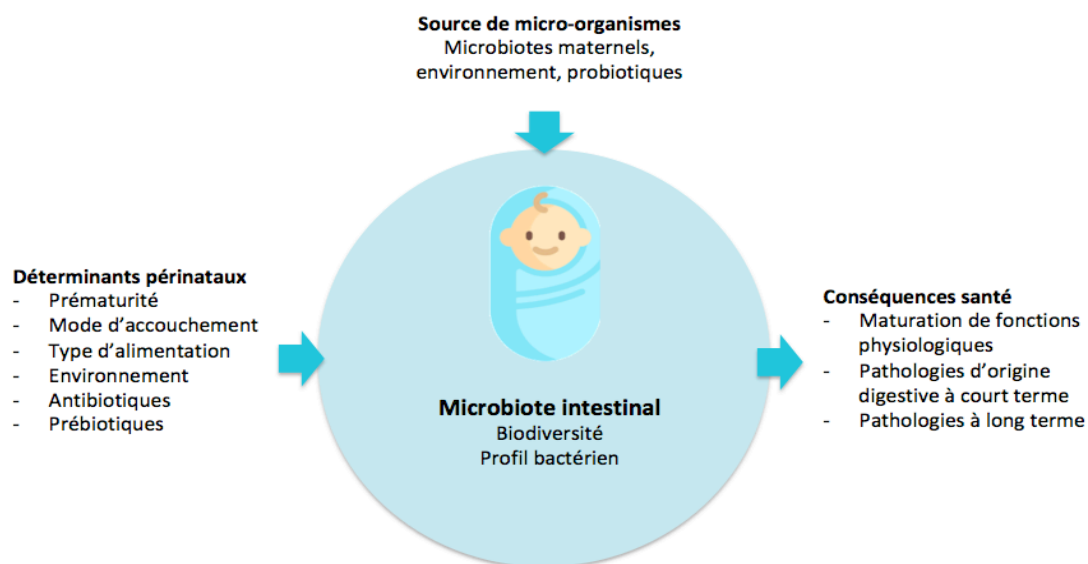 Source de micro-organismes
Microbiotes maternels,
environnement, probiotiques
Déterminants périnataux
- Prématurité
- Mode d'accouchement
- Type d'alimentation
- Environnement
- Antibiotiques
- Prébiotiques
Microbiote intestinal
Biodiversité
Profil bactérien
Conséquences santé
- Maturation de fonctions
physiologiques
- Pathologies d'origine
digestive à court terme
- Pathologies à long terme